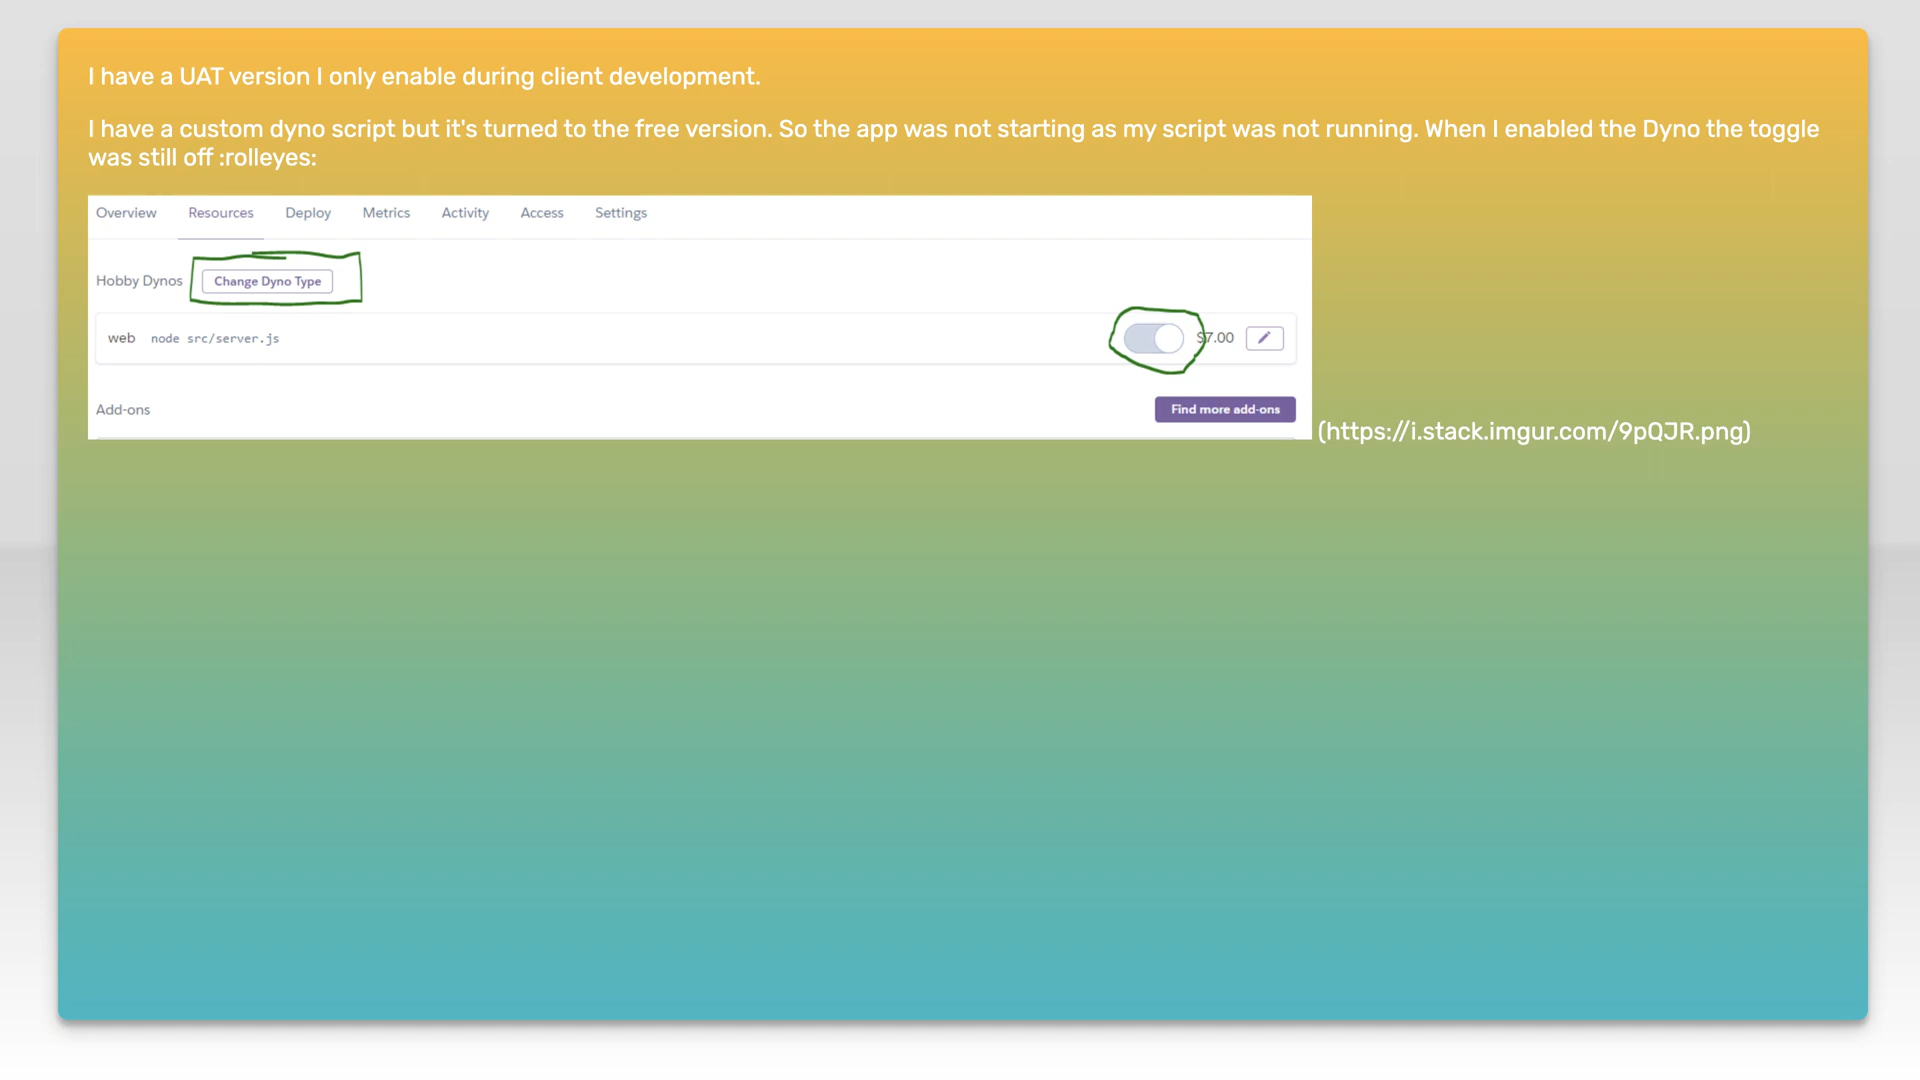 I have a UAT version I only enable during client development.
I have a custom dyno script but it's turned to the free version. So the app was not starting as my script was not running. When I enabled the Dyno the toggle
was still off :rolleyes:
Overview Resources Deploy Metrics Activity Access Settings
Hobby Dynos Change Dyno Type
web node src/server.js $7.00
Add-ons Find more add-ons
(https://i.stack.imgur.com/9pQJR.png)